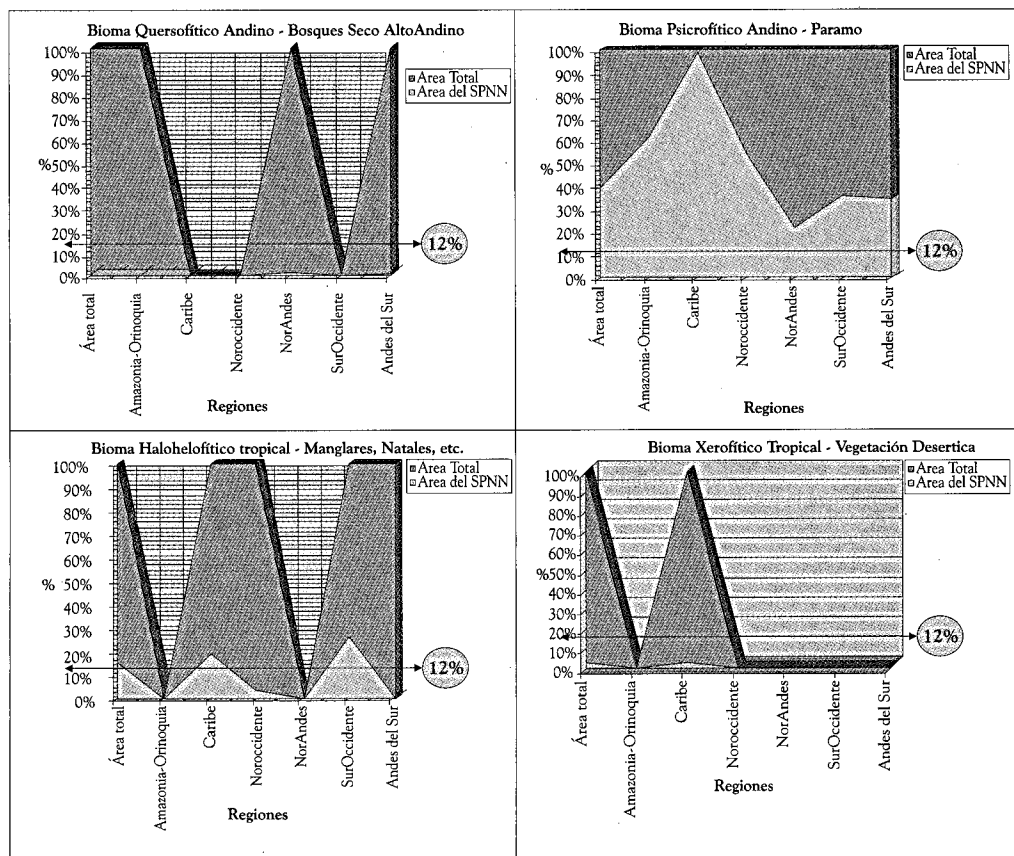 Bioma Quersofítico Andino - Bosques Seco AltoAndino
100%
90%
80%
70%
60%
%50%
40%
30%
20%
10%
0%
Area Total
Area del SPNN
12%
Área total
Amazonia-Orinoquia
Caribe
Noroccidente
NorAndes
SurOccidente
Andes del Sur
Regiones
Bioma Psicrofítico Andino - Paramo
100%
90%
80%
70%
60%
50%
%
40%
30%
20%
10%
0%
Area Total
Area del SPNN
12%
Área total
Amazonia-Orinoquia
Caribe
Noroccidente
NorAndes
SurOccidente
Andes del Sur
Regiones
Bioma Halohelofítico tropical - Manglares, Natales, etc.
100%
90%
80%
70%
60%
% 50%
40%
30%
20%
10%
0%
Area Total
Area del SPNN
12%
Área total
Amazonia-Orinoquia
Caribe
Noroccidente
NorAndes
SurOccidente
Andes del Sur
Regiones
Bioma Xerofítico Tropical - Vegetación Desertica
100%
90%
80%
70%
60%
%50%
40%
30%
20%
10%
0%
Area Total
Area del SPNN
12%
Área total
Amazonia-Orinoquia
Caribe
Noroccidente
NorAndes
SurOccidente
Andes del Sur
Regiones